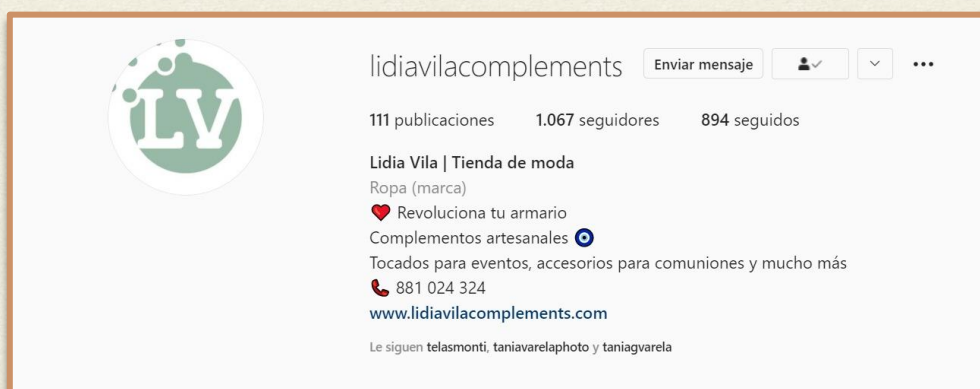 LV
lidiavilacomplements Enviar mensaje
111 publicaciones 1.067 seguidores 894 seguidos
Lidia Vila | Tienda de moda
Ropa (marca)
❤️ Revoluciona tu armario
Complementos artesanales 🧿
Tocados para eventos, accesorios para comuniones y mucho más
📞 881 024 324
www.lidiavilacomplements.com
Le siguen telasmonti, taniavarelaphoto y taniagvarela